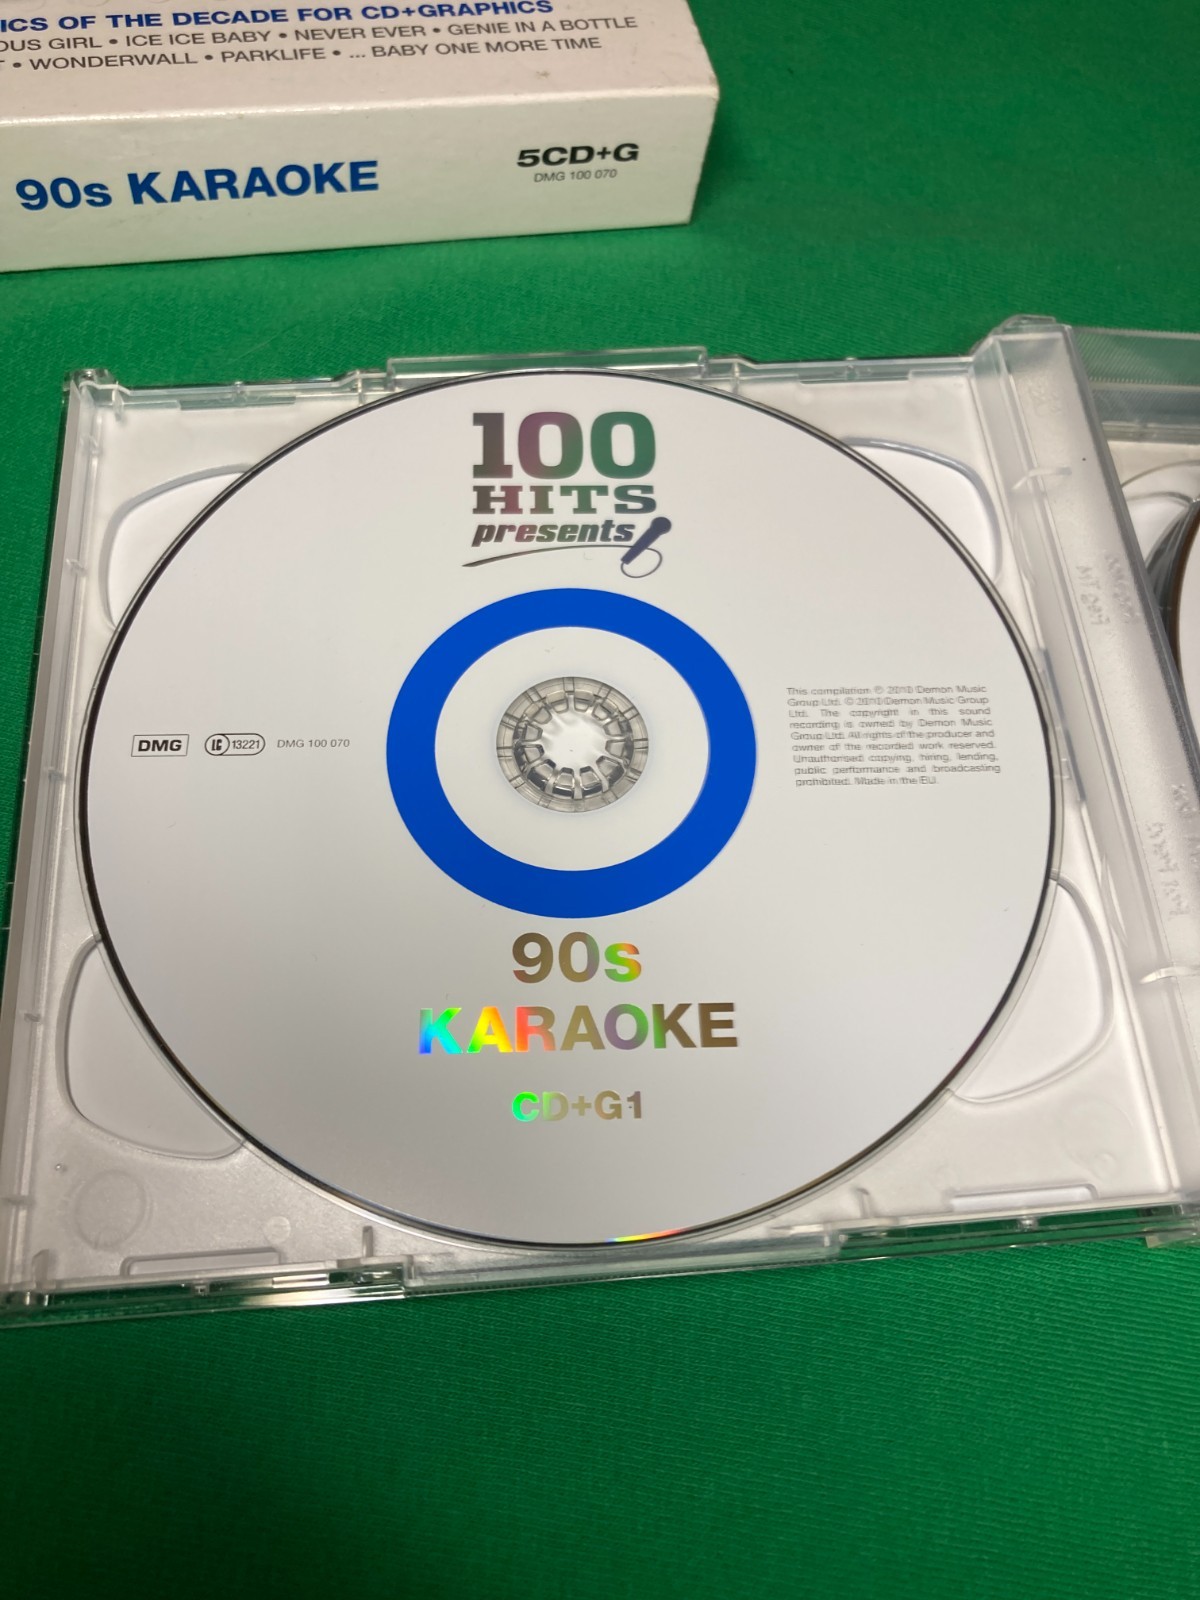 ICS OF THE DECADE FOR CD+GRAPHICS
OUS GIRL • ICE ICE BABY • NEVER EVER • GENIE IN A BOTTLE
• WONDERWALL • PARKLIFE • ... BABY ONE MORE TIME
90s KARAOKE
5CD+G
DMG 100 070
100
HITS
presents
DMG
LC 13221
DMG 100 070
This compilation ℗ 2010 Demon Music
Group Ltd. © 2010 Demon Music Group
Ltd. The copyright in this sound
recording is owned by Demon Music
Group Ltd. All rights of the producer and
owner of the recorded work reserved.
Unauthorised copying, hiring, lending,
public performance and broadcasting
prohibited. Made in the EU.
90s
KARAOKE
CD+G1